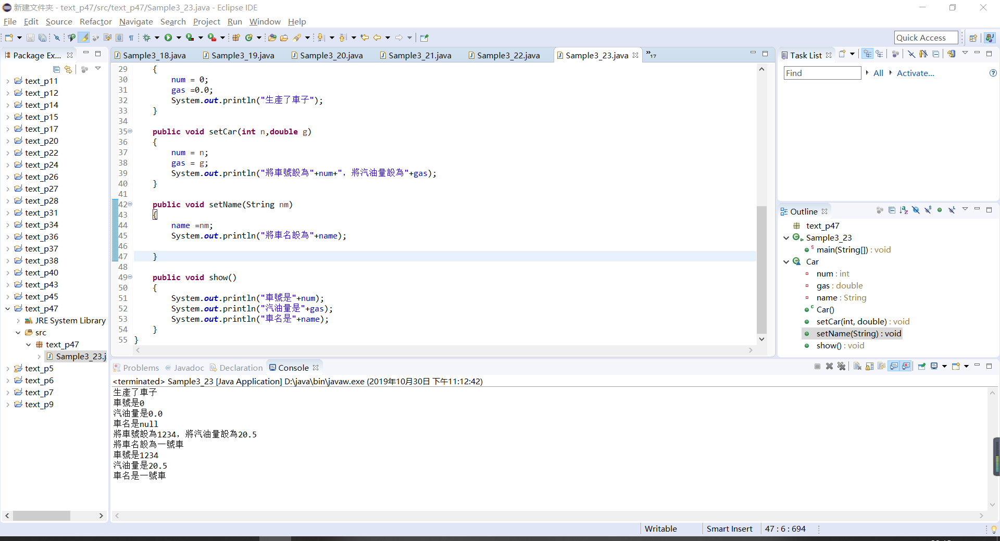 新建文件夹 - text_p47/src/text_p47/Sample3_23.java - Eclipse IDE
File Edit Source Refactor Navigate Search Project Run Window Help
Quick Access
Package Ex...
text_p11
text_p12
text_p14
text_p15
text_p17
text_p20
text_p22
text_p24
text_p26
text_p27
text_p28
text_p31
text_p34
text_p36
text_p37
text_p38
text_p40
text_p43
text_p45
text_p47
JRE System Library
src
text_p47
Sample3_23.j
text_p5
text_p6
text_p7
text_p9
Sample3_18.java Sample3_19.java Sample3_20.java Sample3_21.java Sample3_22.java Sample3_23.java »17
29 {
30 num = 0;
31 gas =0.0;
32 System.out.println("生產了車子");
33 }
34
35 public void setCar(int n,double g)
36 {
37 num = n;
38 gas = g;
39 System.out.println("將車號設為"+num+", 將汽油量設為"+gas);
40 }
41
42 public void setName(String nm)
43 {
44 name =nm;
45 System.out.println("將車名設為"+name);
46
47 }
48
49 public void show()
50 {
51 System.out.println("車號是"+num);
52 System.out.println("汽油量是"+gas);
53 System.out.println("車名是"+name);
54 }
55 }
Task List
Find All Activate...
Outline
text_p47
Sample3_23
main(String[]) : void
Car
num : int
gas : double
name : String
Car()
setCar(int, double) : void
setName(String) : void
show() : void
Problems @ Javadoc Declaration Console
<terminated> Sample3_23 [Java Application] D:\java\bin\javaw.exe (2019年10月30日 下午11:12:42)
生產了車子
車號是0
汽油量是0.0
車名是null
將車號設為1234，將汽油量設為20.5
將車名設為一號車
車號是1234
汽油量是20.5
車名是一號車
Writable Smart Insert 47 : 6 : 694